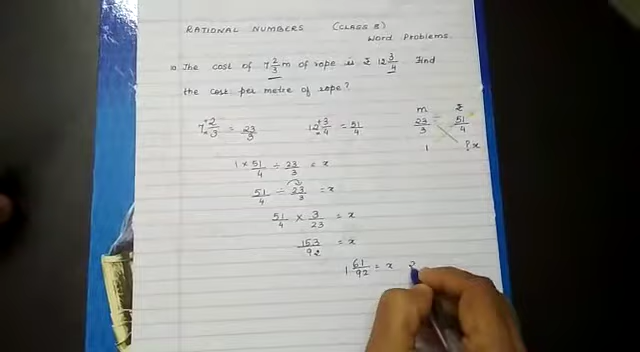 RATIONAL NUMBERS (CLASS 8)
Word Problems.
The cost of 7 2/3 m of rope is ₹ 12 3/4. Find
the cost per metre of rope?
7 2/3 = 23/3 12 3/4 = 51/4
m ₹
23/3 51/4
1 ? x
1 × 51/4 ÷ 23/3 = x
51/4 ÷ 23/3 = x
51/4 × 3/23 = x
153/92 = x
1 61/92 = x